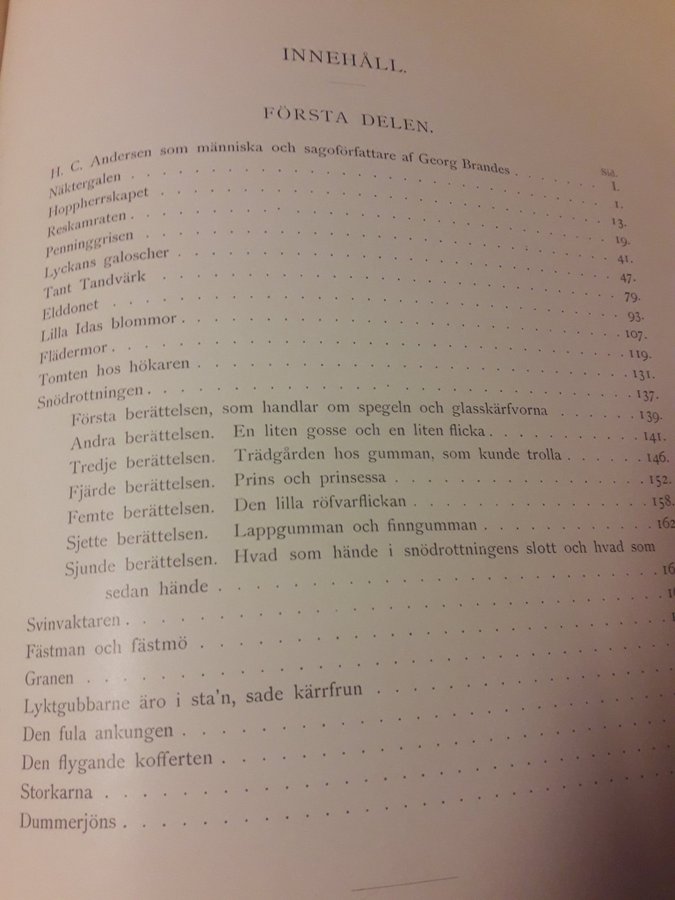 INNEHÅLL.
FÖRSTA DELEN.
Sid.
H. C. Andersen som människa och sagoförfattare af Georg Brandes . . . . . . I.
Näktergalen . . . . . . 1.
Hoppherrskapet . . . . . . 13.
Reskamraten . . . . . . 19.
Penninggrisen . . . . . . 41.
Lyckans galoscher . . . . . . 47.
Tant Tandvärk . . . . . . 79.
Elddonet . . . . . . 93.
Lilla Idas blommor . . . . . . 107.
Flädermor . . . . . . 119.
Tomten hos hökaren . . . . . . 131.
Snödrottningen . . . . . . 137.
Första berättelsen, som handlar om spegeln och glasskärfvorna . . . . . . 139.
Andra berättelsen. En liten gosse och en liten flicka . . . . . . 141.
Tredje berättelsen. Trädgården hos gumman, som kunde trolla . . . . . . 146.
Fjärde berättelsen. Prins och prinsessa . . . . . . 152.
Femte berättelsen. Den lilla röfvarflickan . . . . . . 158.
Sjette berättelsen. Lappgumman och finngumman . . . . . . 162
Sjunde berättelsen. Hvad som hände i snödrottningens slott och hvad som
sedan hände . . . . . . 16
Svinvaktaren . . . . . .
Fästman och fästmö . . . . . .
Granen . . . . . .
Lyktgubbarne äro i sta'n, sade kärrfrun . . . . . .
Den fula ankungen . . . . . .
Den flygande kofferten . . . . . .
Storkarna . . . . . .
Dummerjöns . . . . . .